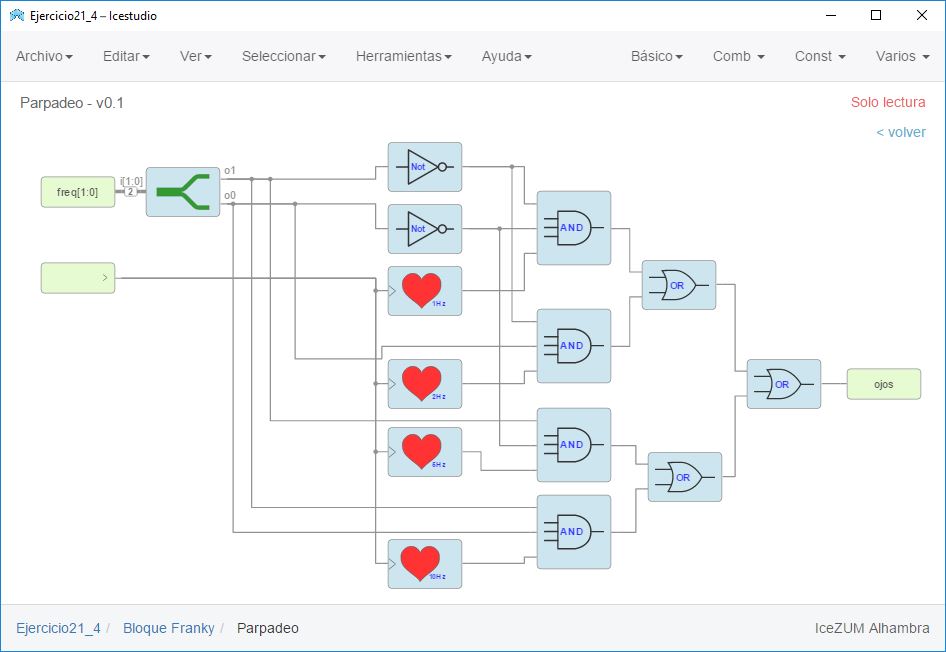 Ejercicio21_4 – Icestudio
Archivo Editar Ver Seleccionar Herramientas Ayuda Básico Comb Const Varios
Parpadeo - v0.1 Solo lectura
< volver
freq[1:0] i[1:0] 2 o1
o0
Not
Not
AND
1Hz
OR
AND
2Hz
OR
ojos
AND
5Hz
OR
AND
10Hz
Ejercicio21_4 / Bloque Franky / Parpadeo IceZUM Alhambra